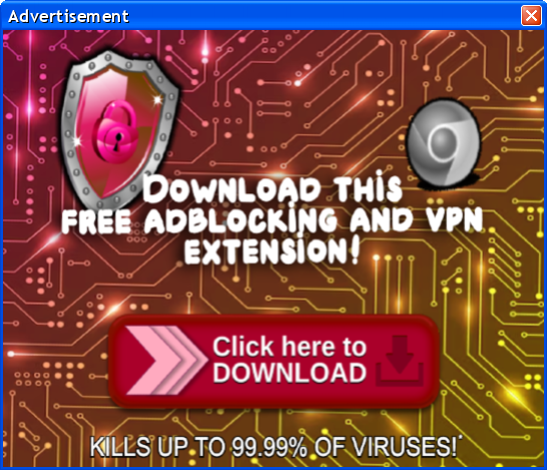 Advertisement
DOWNLOAD THIS
FREE ADBLOCKING AND VPN
EXTENSION!
Click here to
DOWNLOAD
KILLS UP TO 99.99% OF VIRUSES!*